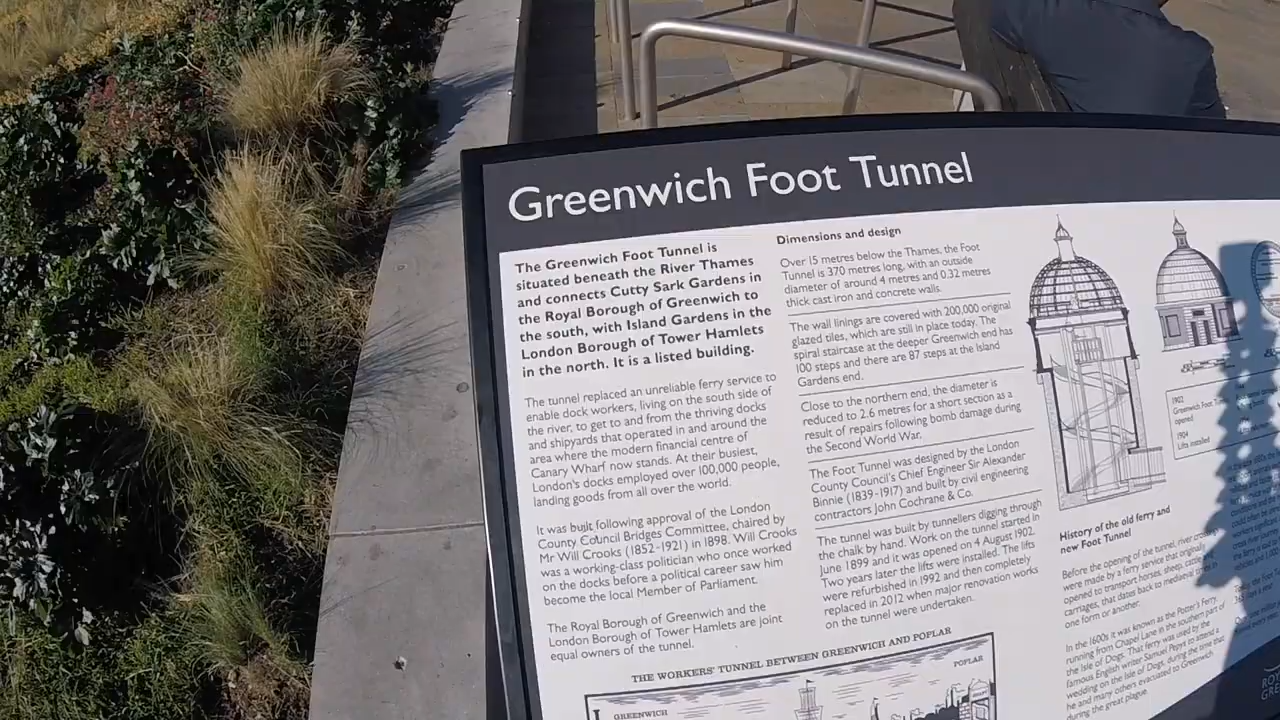 Greenwich Foot Tunnel
The Greenwich Foot Tunnel is
situated beneath the River Thames
and connects Cutty Sark Gardens in
the Royal Borough of Greenwich to
the south, with Island Gardens in the
London Borough of Tower Hamlets
in the north. It is a listed building.
The tunnel replaced an unreliable ferry service to
enable dock workers, living on the south side of
the river, to get to and from the thriving docks
and shipyards that operated in and around the
area where the modern financial centre of
Canary Wharf now stands. At their busiest,
London's docks employed over 100,000 people,
landing goods from all over the world.
It was built following approval of the London
County Council Bridges Committee, chaired by
Mr Will Crooks (1852-1921) in 1898. Will Crooks
was a working-class politician who once worked
on the docks before a political career saw him
become the local Member of Parliament.
The Royal Borough of Greenwich and the
London Borough of Tower Hamlets are joint
equal owners of the tunnel.
THE WORKERS' TUNNEL BETWEEN GREENWICH AND POPLAR
GREENWICH
POPLAR
Dimensions and design
Over 15 metres below the Thames, the Foot
Tunnel is 370 metres long, with an outside
diameter of around 4 metres and 0.32 metres
thick cast iron and concrete walls.
The wall linings are covered with 200,000 original
glazed tiles, which are still in place today. The
spiral staircase at the deeper Greenwich end has
100 steps and there are 87 steps at the Island
Gardens end.
Close to the northern end, the diameter is
reduced to 2.6 metres for a short section as a
result of repairs following bomb damage during
the Second World War.
The Foot Tunnel was designed by the London
County Council's Chief Engineer Sir Alexander
Binnie (1839-1917) and built by civil engineering
contractors John Cochrane & Co.
The tunnel was built by tunnellers digging through
the chalk by hand. Work on the tunnel started in
June 1899 and it was opened on 4 August 1902.
Two years later the lifts were installed. The lifts
were refurbished in 1992 and then completely
replaced in 2012 when major renovation works
on the tunnel were undertaken.
1902
Greenwich Foot
opened
1904
Lifts installed
History of the old ferry and
new Foot Tunnel
Before the opening of the tunnel, river
were made by a ferry service that originally
opened to transport horses, sheep, cattle
carriages, that dates back to mediaeval times in
one form or another.
In the 1600s it was known as the Potter's Ferry
running from Chapel Lane in the southern part of
the Isle of Dogs. That ferry was used by the
famous English writer Samuel Pepys to attend a
wedding on the Isle of Dogs, during the time that
he and many others evacuated to Greenwich
during the great plague.